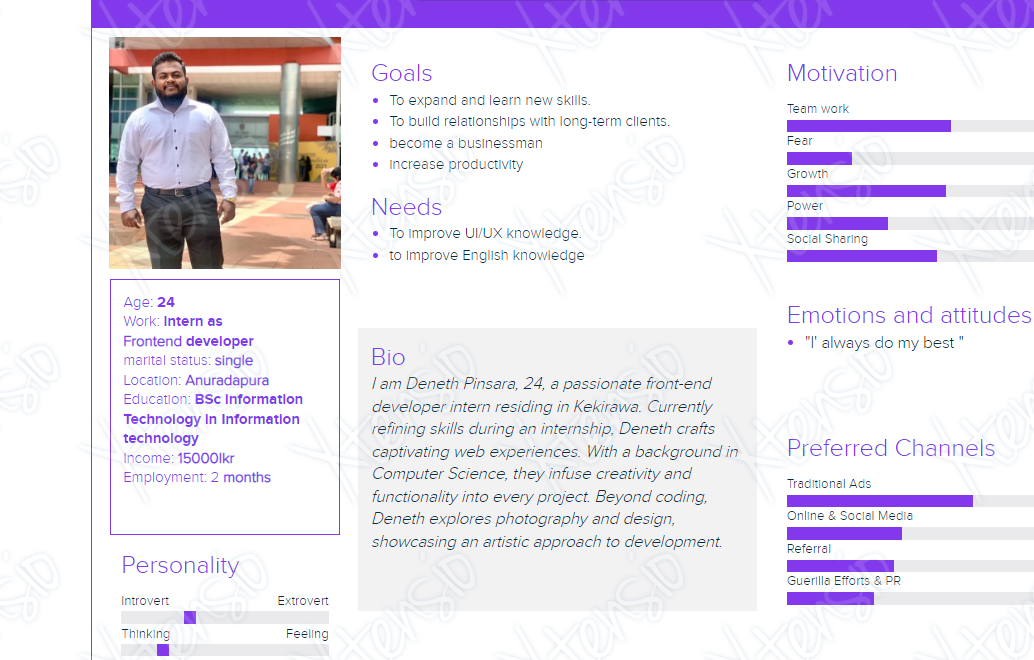 Goals
To expand and learn new skills.
To build relationships with long-term clients.
become a businessman
increase productivity
Needs
To improve UI/UX knowledge.
to improve English knowledge
Motivation
Team work
Fear
Growth
Power
Social Sharing
Age: 24
Work: Intern as
Frontend developer
marital status: single
Location: Anuradapura
Education: BSc Information
Technology in Information
technology
Income: 15000lkr
Employment: 2 months
Bio
I am Deneth Pinsara, 24, a passionate front-end
developer intern residing in Kekirawa. Currently
refining skills during an internship, Deneth crafts
captivating web experiences. With a background in
Computer Science, they infuse creativity and
functionality into every project. Beyond coding,
Deneth explores photography and design,
showcasing an artistic approach to development.
Emotions and attitudes
"I' always do my best "
Preferred Channels
Traditional Ads
Online & Social Media
Referral
Guerilla Efforts & PR
Personality
Introvert Extrovert
Thinking Feeling
Xtensio